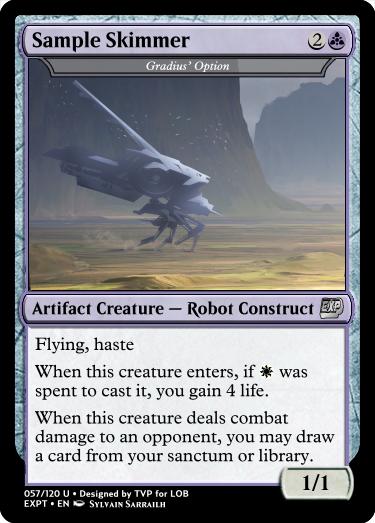 Sample Skimmer 2
Gradius' Option
Artifact Creature — Robot Construct EXP
Flying, haste
When this creature enters, if was
spent to cast it, you gain 4 life.
When this creature deals combat
damage to an opponent, you may draw
a card from your sanctum or library.
1/1
057/120 U • Designed by TVP for LOB
EXPT • EN Sylvain Sarrailh